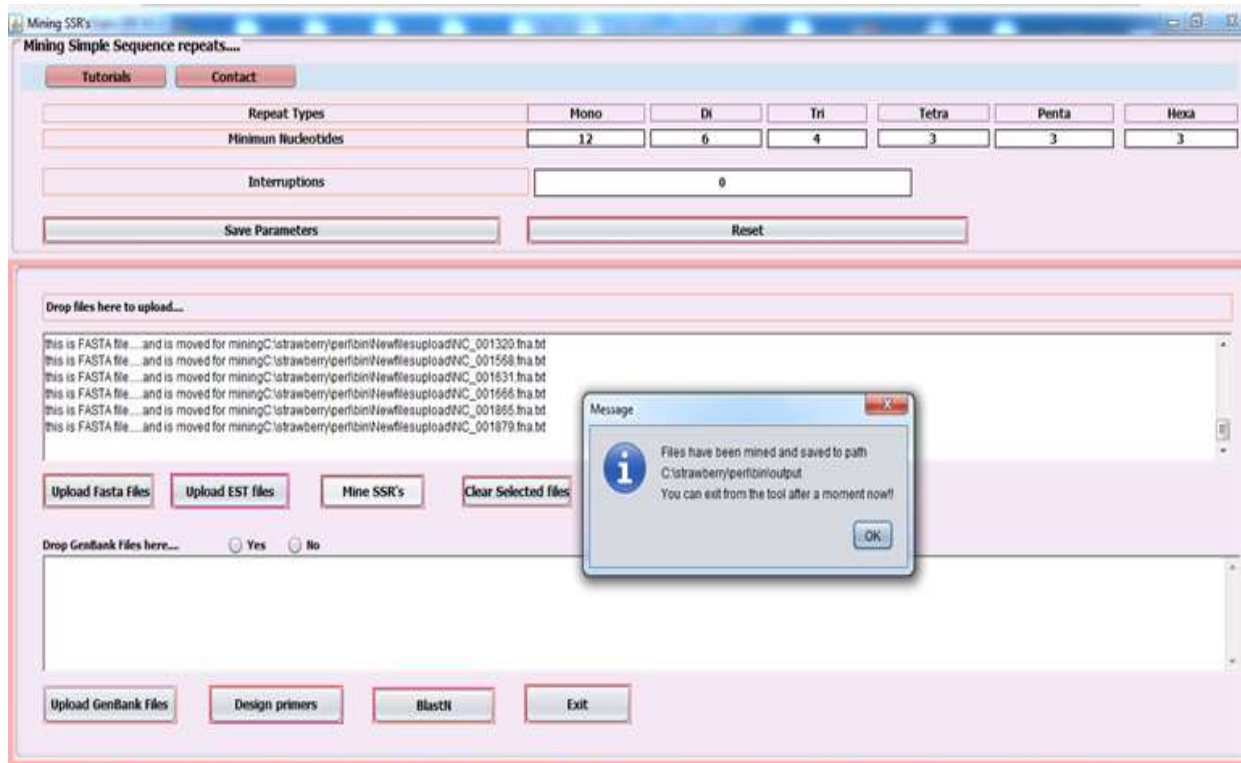 Mining SSR's
Mining Simple Sequence repeats....
Tutorials Contact
Repeat Types Mono Di Tri Tetra Penta Hexa
Minimun Nucleotides 12 6 4 3 3 3
Interruptions 0
Save Parameters Reset
Drop files here to upload....
this is FASTA file.....and is moved for miningC:\strawberry\perl\bin\Newfilesupload\NC_001320.fna.txt
this is FASTA file.....and is moved for miningC:\strawberry\perl\bin\Newfilesupload\NC_001568.fna.txt
this is FASTA file.....and is moved for miningC:\strawberry\perl\bin\Newfilesupload\NC_001631.fna.txt
this is FASTA file.....and is moved for miningC:\strawberry\perl\bin\Newfilesupload\NC_001666.fna.txt
this is FASTA file.....and is moved for miningC:\strawberry\perl\bin\Newfilesupload\NC_001865.fna.txt
this is FASTA file.....and is moved for miningC:\strawberry\perl\bin\Newfilesupload\NC_001879.fna.txt
Message
Files have been mined and saved to path
C:\strawberry\perl\bin\output
You can exit from the tool after a moment now!!
OK
Upload Fasta Files Upload EST files Mine SSR's Clear Selected files
Drop GenBank Files here.... Yes No
Upload GenBank Files Design primers BlastN Exit